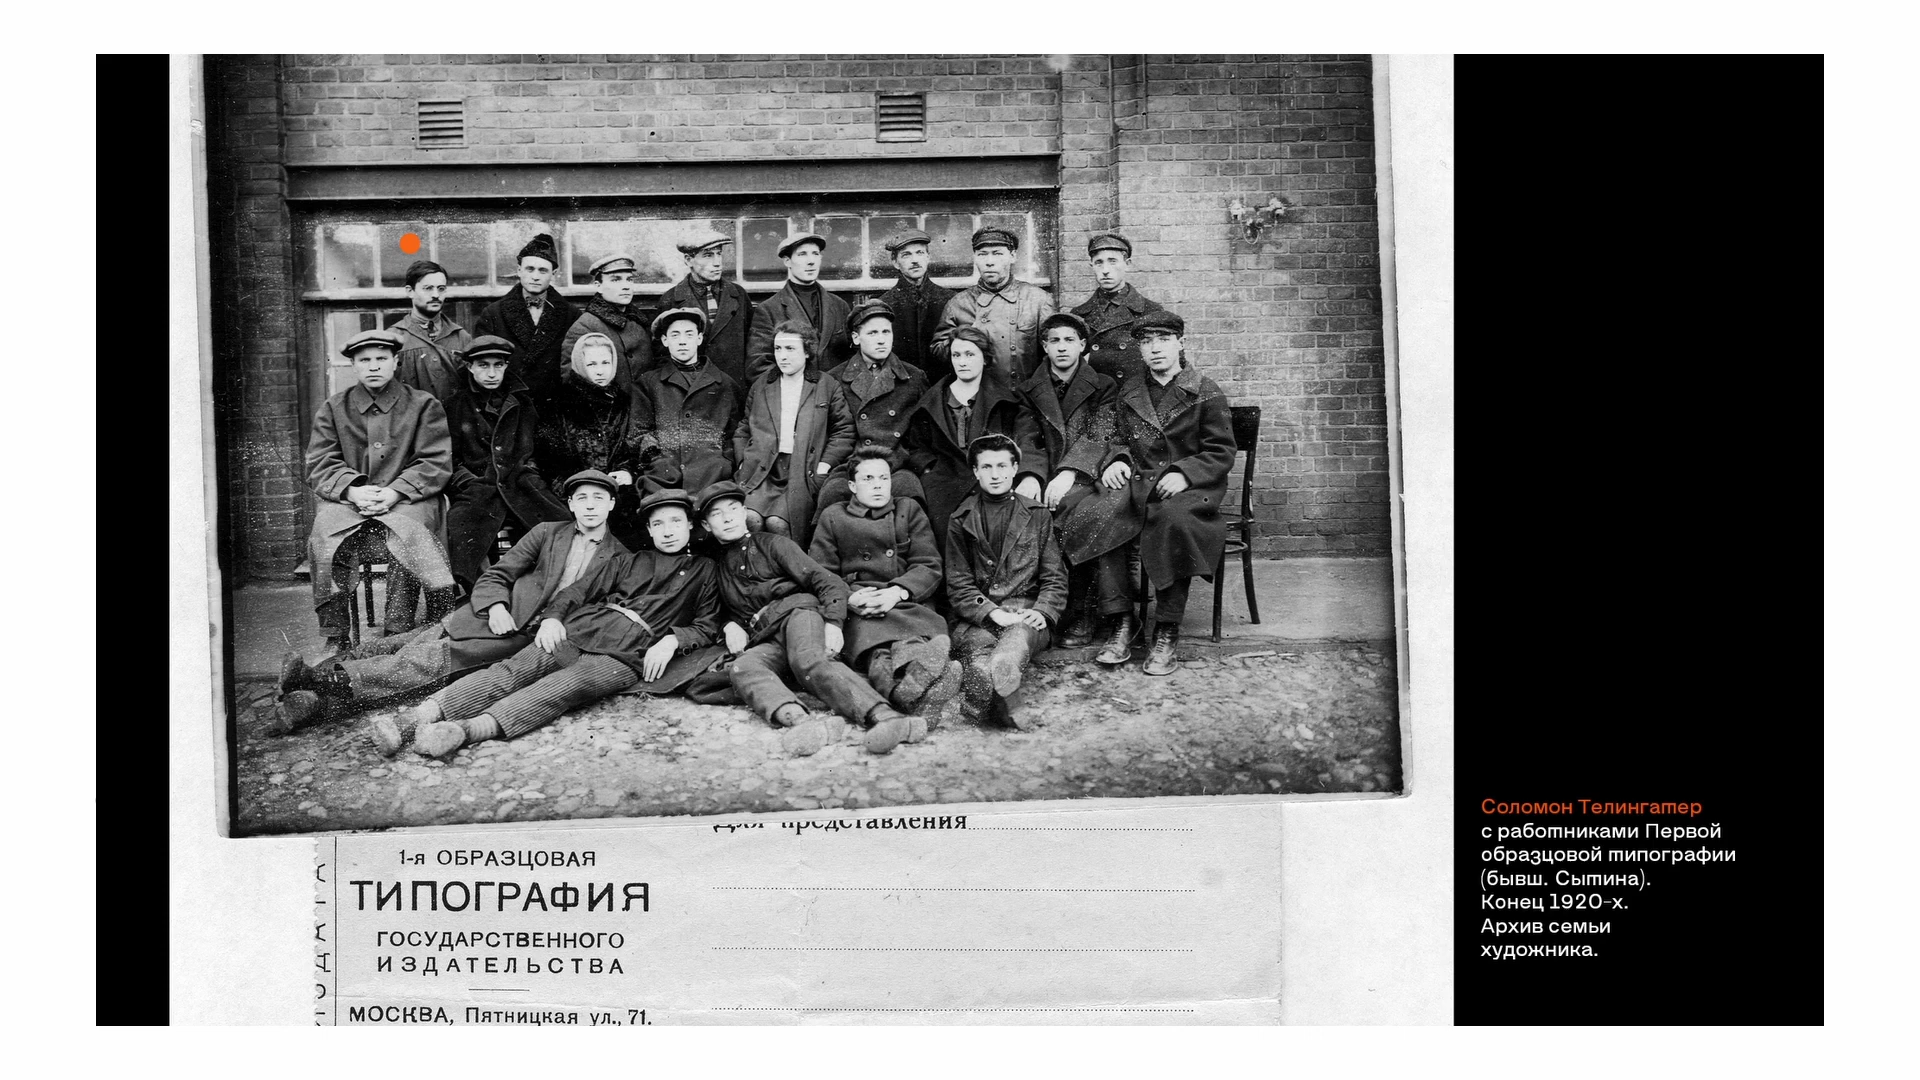 Для представления
1-я ОБРАЗЦОВАЯ
ТИПОГРАФИЯ
ГОСУДАРСТВЕННОГО
ИЗДАТЕЛЬСТВА
МОСКВА, Пятницкая ул., 71.
Соломон Телингатер
с работниками Первой
образцовой типографии
(бывш. Сытина).
Конец 1920-х.
Архив семьи
художника.